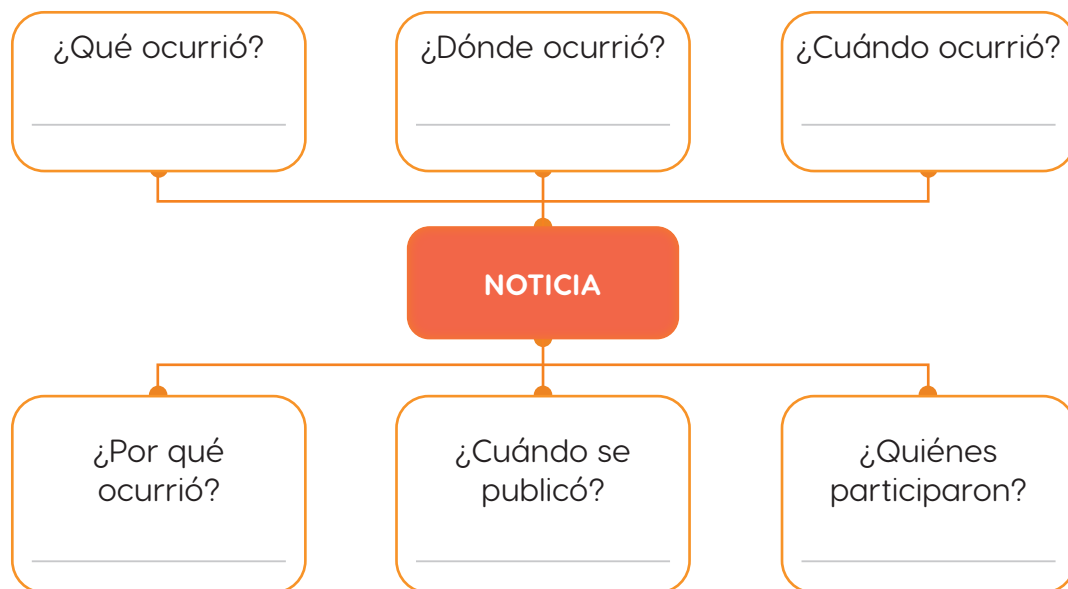 ¿Qué ocurrió?
¿Dónde ocurrió?
¿Cuándo ocurrió?
NOTICIA
¿Por qué
ocurrió?
¿Cuándo se
publicó?
¿Quiénes
participaron?